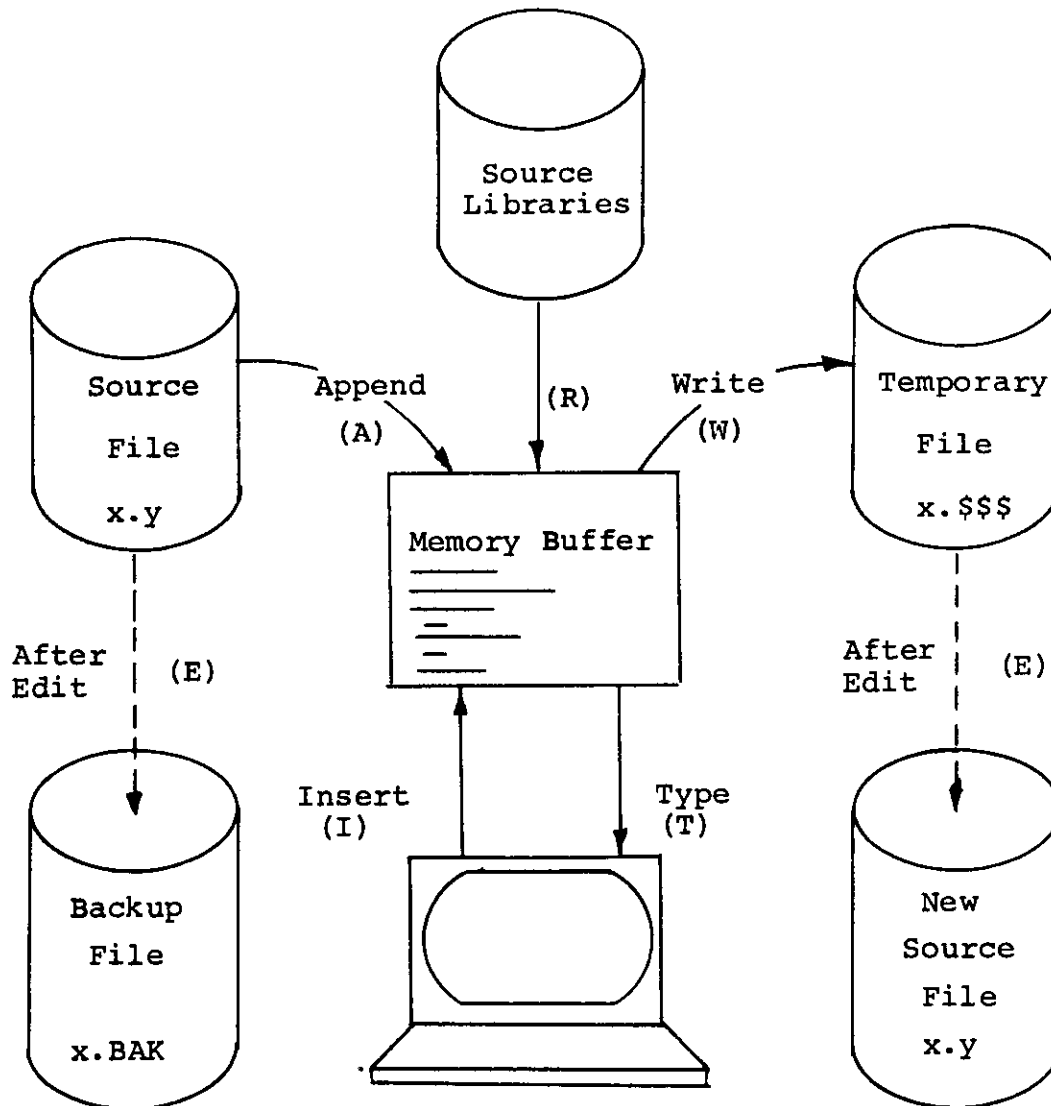 Source
Libraries
Source
File
x.y
Append
(A)
(R)
Write
(W)
Temporary
File
x.$$$
Memory Buffer
After
Edit
(E)
After
Edit
(E)
Insert
(I)
Type
(T)
Backup
File
x.BAK
New
Source
File
x.y